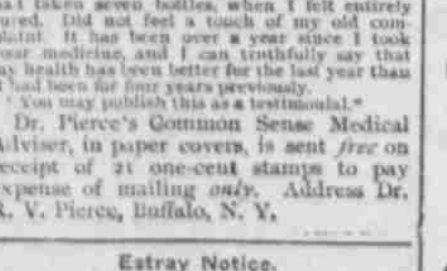 had taken seven bottles, when I felt entirely
cured. Did not feel a touch of my old com-
plaint. It has been over a year since I took
your medicine, and I can truthfully say that
my health has been better for the last year than
it had been for four years previously.
"You may publish this as a testimonial."
Dr. Pierce's Common Sense Medical
Adviser, in paper covers, is sent free on
receipt of 21 one-cent stamps to pay
expense of mailing only. Address Dr.
R. V. Pierce, Buffalo, N. Y.
Estray Notice.